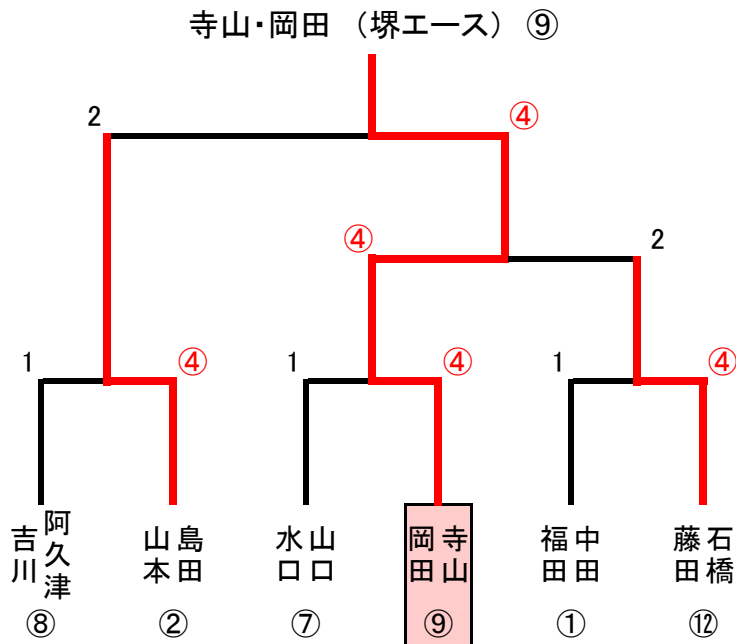 寺山・岡田 （堺エース） ⑨
2
④
④
2
1
④
1
④
1
④
阿久津
吉川
島田
山本
山口
水口
寺山
岡田
中田
福田
石橋
藤田
⑧
②
⑦
⑨
①
⑫